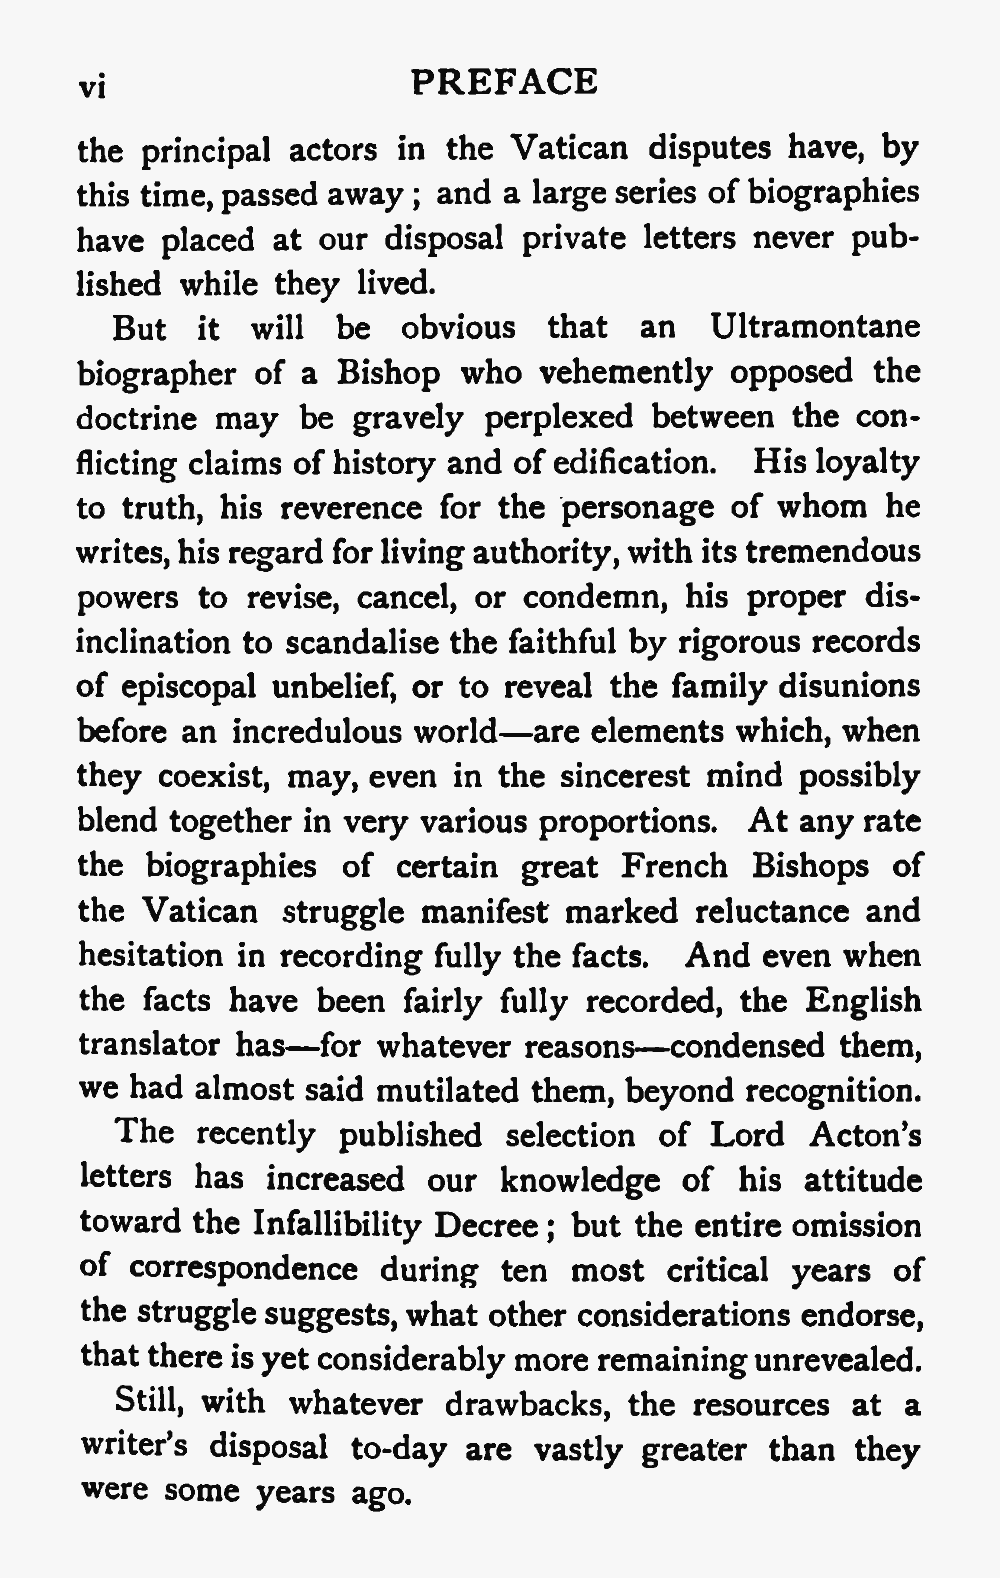 vi PREFACE
the principal actors in the Vatican disputes have, by
this time, passed away ; and a large series of biographies
have placed at our disposal private letters never pub-
lished while they lived.
But it will be obvious that an Ultramontane
biographer of a Bishop who vehemently opposed the
doctrine may be gravely perplexed between the con-
flicting claims of history and of edification. His loyalty
to truth, his reverence for the personage of whom he
writes, his regard for living authority, with its tremendous
powers to revise, cancel, or condemn, his proper dis-
inclination to scandalise the faithful by rigorous records
of episcopal unbelief, or to reveal the family disunions
before an incredulous world—are elements which, when
they coexist, may, even in the sincerest mind possibly
blend together in very various proportions. At any rate
the biographies of certain great French Bishops of
the Vatican struggle manifest marked reluctance and
hesitation in recording fully the facts. And even when
the facts have been fairly fully recorded, the English
translator has—for whatever reasons—condensed them,
we had almost said mutilated them, beyond recognition.
The recently published selection of Lord Acton's
letters has increased our knowledge of his attitude
toward the Infallibility Decree ; but the entire omission
of correspondence during ten most critical years of
the struggle suggests, what other considerations endorse,
that there is yet considerably more remaining unrevealed.
Still, with whatever drawbacks, the resources at a
writer's disposal to-day are vastly greater than they
were some years ago.